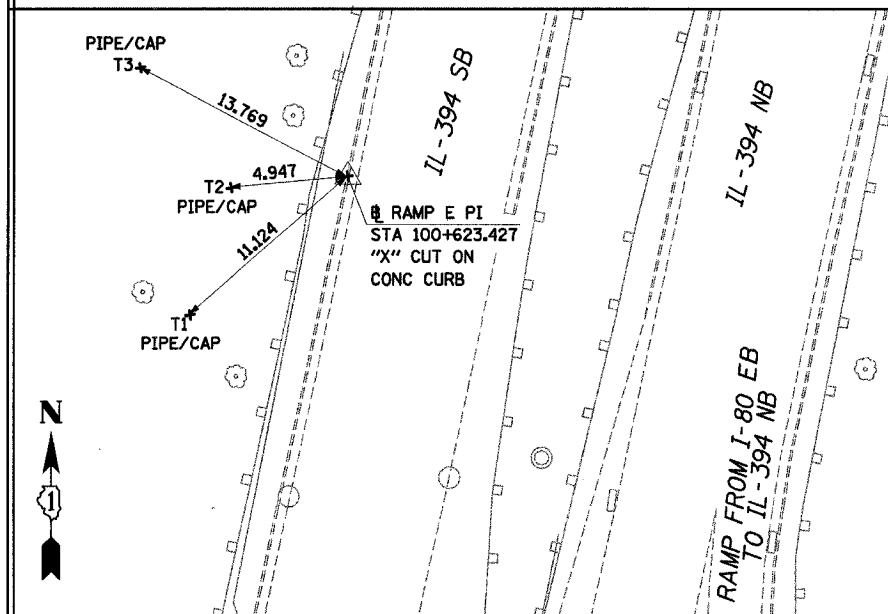 PIPE/CAP
T3
13.769
T2
4.947
PIPE/CAP
11.124
T1
PIPE/CAP
℄ RAMP E PI
STA 100+623.427
"X" CUT ON
CONC CURB
IL-394 SB
IL-394 NB
RAMP FROM I-80 EB
TO IL-394 NB
N
1